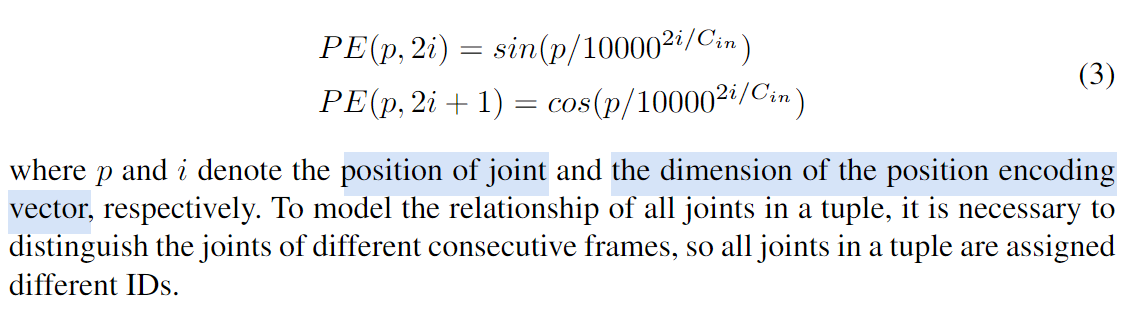 PE(p, 2i) = sin(p/10000^{2i/C_{in}})
PE(p, 2i + 1) = cos(p/10000^{2i/C_{in}})
(3)
where p and i denote the position of joint and the dimension of the position encoding
vector, respectively. To model the relationship of all joints in a tuple, it is necessary to
distinguish the joints of different consecutive frames, so all joints in a tuple are assigned
different IDs.